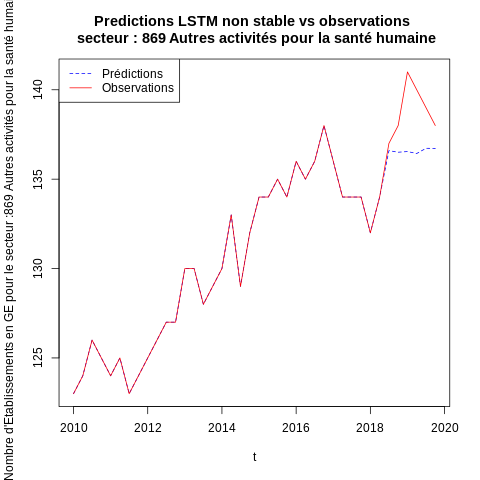 Predictions LSTM non stable vs observations
secteur : 869 Autres activités pour la santé humaine
Nombre d'Etablissements en GE pour le secteur :869 Autres activités pour la santé humai
Prédictions
Observations
140
135
130
125
2010
2012
2014
2016
2018
2020
t